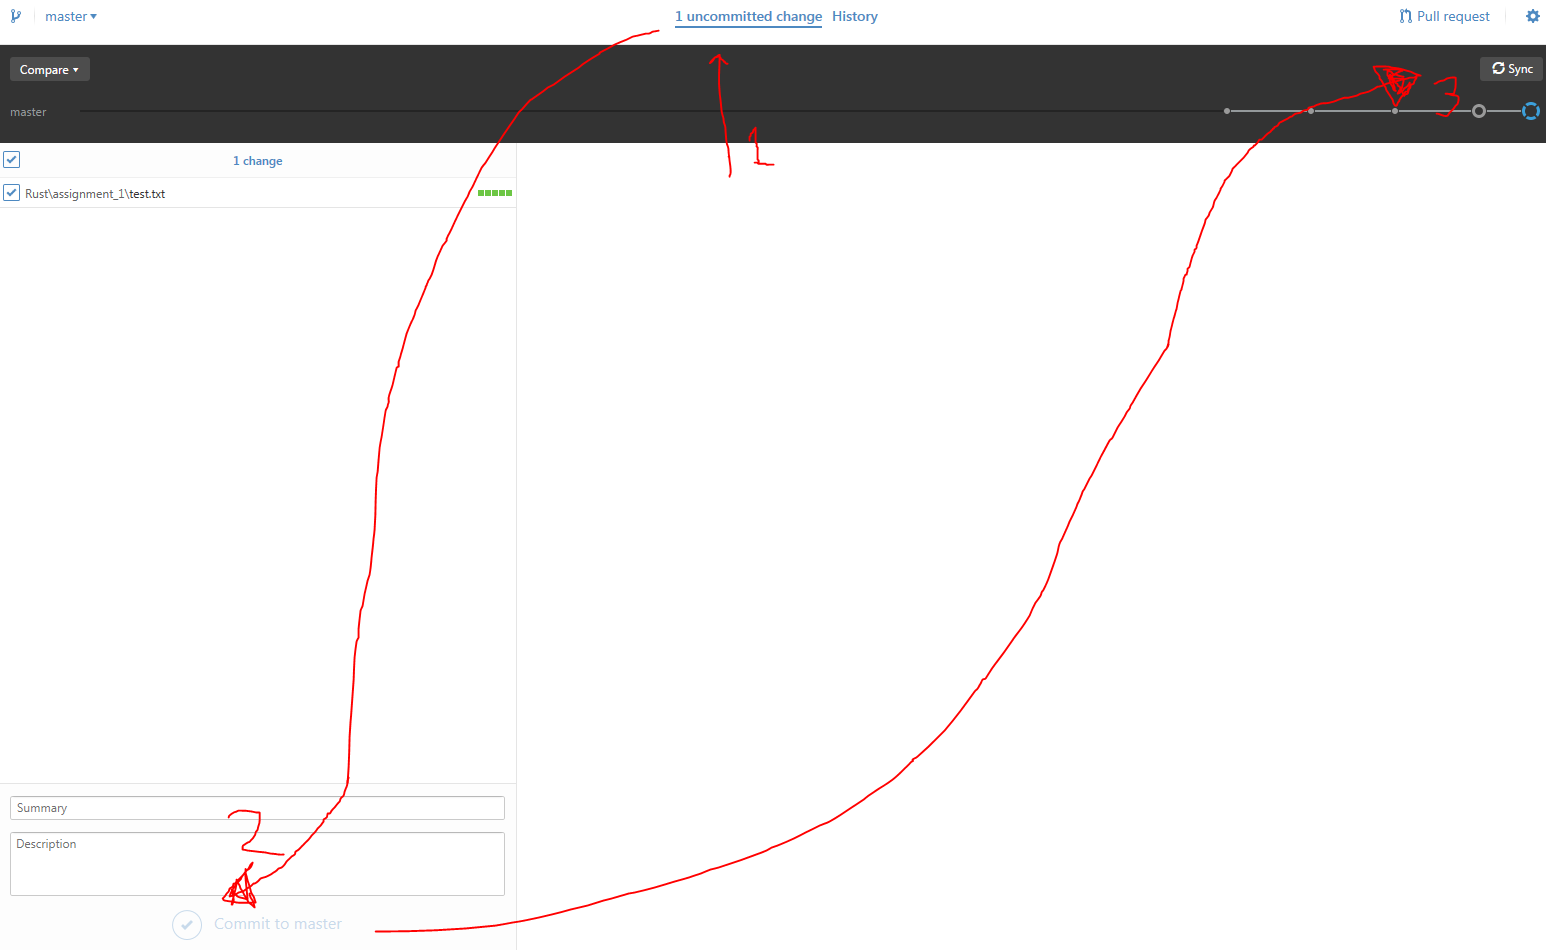 master
1 uncommitted change History
Pull request
Compare
Sync
master
3
1
1 change
Rust\assignment_1\test.txt
Summary
2
Description
Commit to master